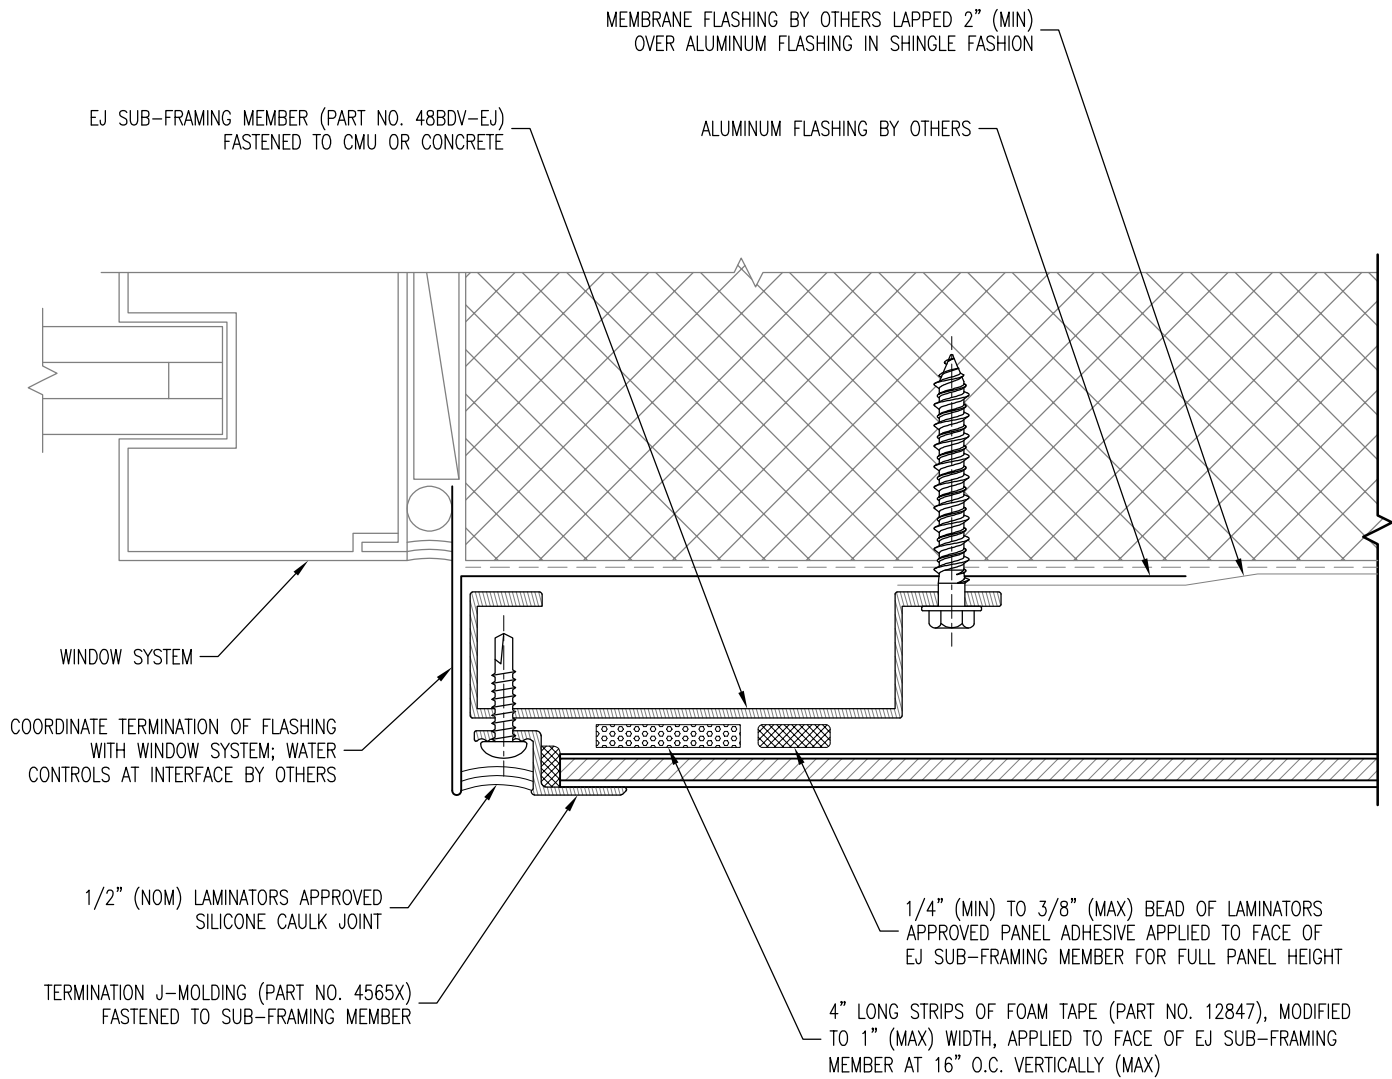 MEMBRANE FLASHING BY OTHERS LAPPED 2" (MIN)
OVER ALUMINUM FLASHING IN SHINGLE FASHION
EJ SUB-FRAMING MEMBER (PART NO. 48BDV-EJ)
FASTENED TO CMU OR CONCRETE
ALUMINUM FLASHING BY OTHERS
WINDOW SYSTEM
COORDINATE TERMINATION OF FLASHING
WITH WINDOW SYSTEM; WATER
CONTROLS AT INTERFACE BY OTHERS
1/2" (NOM) LAMINATORS APPROVED
SILICONE CAULK JOINT
TERMINATION J-MOLDING (PART NO. 4565X)
FASTENED TO SUB-FRAMING MEMBER
1/4" (MIN) TO 3/8" (MAX) BEAD OF LAMINATORS
APPROVED PANEL ADHESIVE APPLIED TO FACE OF
EJ SUB-FRAMING MEMBER FOR FULL PANEL HEIGHT
4" LONG STRIPS OF FOAM TAPE (PART NO. 12847), MODIFIED
TO 1" (MAX) WIDTH, APPLIED TO FACE OF EJ SUB-FRAMING
MEMBER AT 16" O.C. VERTICALLY (MAX)